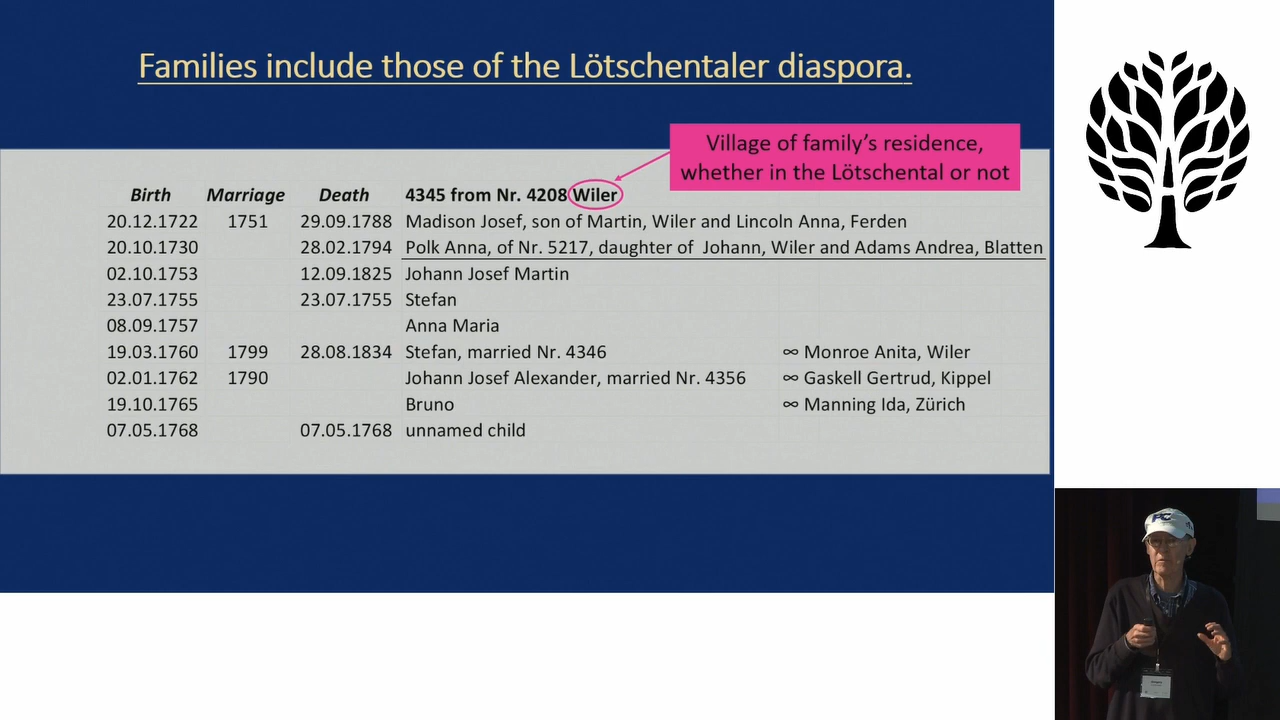 Families include those of the Lötschentaler diaspora.
Village of family's residence,
whether in the Lötschental or not
Birth Marriage Death 4345 from Nr. 4208 Wiler
20.12.1722 1751 29.09.1788 Madison Josef, son of Martin, Wiler and Lincoln Anna, Ferden
20.10.1730 28.02.1794 Polk Anna, of Nr. 5217, daughter of Johann, Wiler and Adams Andrea, Blatten
02.10.1753 12.09.1825 Johann Josef Martin
23.07.1755 23.07.1755 Stefan
08.09.1757 Anna Maria
19.03.1760 1799 28.08.1834 Stefan, married Nr. 4346 ∞ Monroe Anita, Wiler
02.01.1762 1790 Johann Josef Alexander, married Nr. 4356 ∞ Gaskell Gertrud, Kippel
19.10.1765 Bruno ∞ Manning Ida, Zürich
07.05.1768 07.05.1768 unnamed child